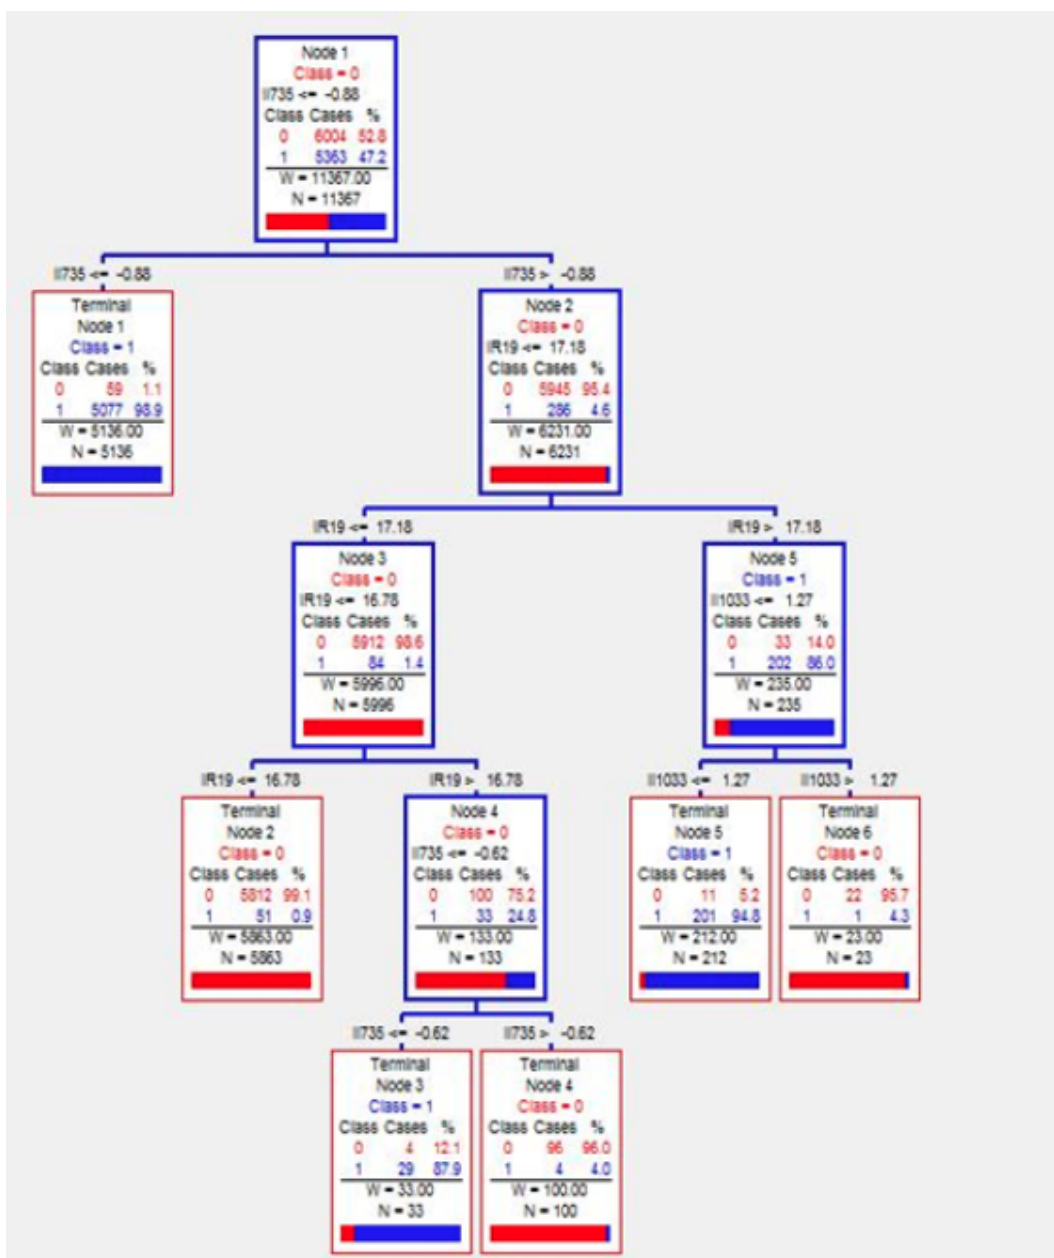 Node 1
Class = 0
II735 <= -0.88
Class Cases %
0 6004 52.8
1 5363 47.2
W = 11367.00
N = 11367
II735 <= -0.88
II735 > -0.88
Terminal
Node 1
Class = 1
Class Cases %
0 59 1.1
1 5077 98.9
W = 5136.00
N = 5136
Node 2
Class = 0
IR19 <= 17.18
Class Cases %
0 5945 95.4
1 286 4.6
W = 6231.00
N = 6231
IR19 <= 17.18
IR19 > 17.18
Node 3
Class = 0
IR19 <= 16.78
Class Cases %
0 5912 98.6
1 84 1.4
W = 5996.00
N = 5996
Node 5
Class = 1
II1033 <= 1.27
Class Cases %
0 33 14.0
1 202 86.0
W = 235.00
N = 235
IR19 <= 16.78
IR19 > 16.78
II1033 <= 1.27
II1033 > 1.27
Terminal
Node 2
Class = 0
Class Cases %
0 5812 99.1
1 51 0.9
W = 5863.00
N = 5863
Node 4
Class = 0
II735 <= -0.62
Class Cases %
0 100 75.2
1 33 24.8
W = 133.00
N = 133
Terminal
Node 5
Class = 1
Class Cases %
0 11 5.2
1 201 94.8
W = 212.00
N = 212
Terminal
Node 6
Class = 0
Class Cases %
0 22 95.7
1 1 4.3
W = 23.00
N = 23
II735 <= -0.62
II735 > -0.62
Terminal
Node 3
Class = 1
Class Cases %
0 4 12.1
1 29 87.9
W = 33.00
N = 33
Terminal
Node 4
Class = 0
Class Cases %
0 96 96.0
1 4 4.0
W = 100.00
N = 100